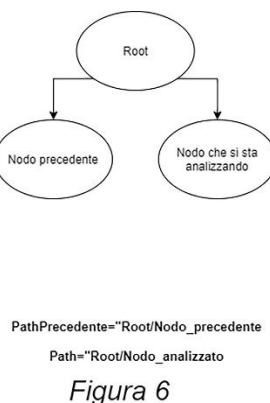 Root
Nodo precedente
Nodo che si sta
analizzando
PathPrecedente="Root/Nodo_precedente
Path="Root/Nodo_analizzato
Figura 6